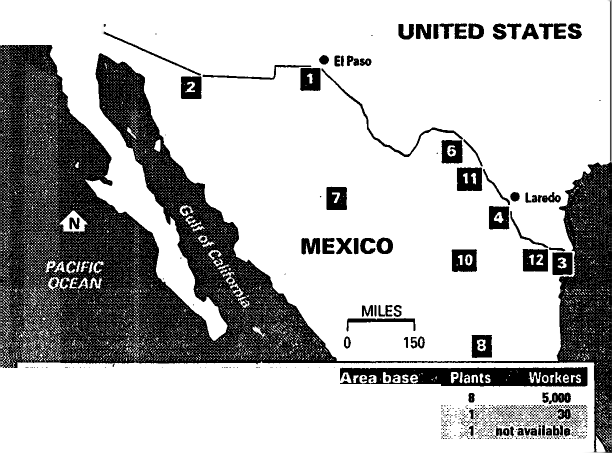 UNITED STATES
El Paso
1
2
6
11
7
Laredo
4
N
Gulf of California
MEXICO
10
12
3
PACIFIC
OCEAN
MILES
0 150
8
Area base Plants Workers
8 5,000
1 30
1 not available